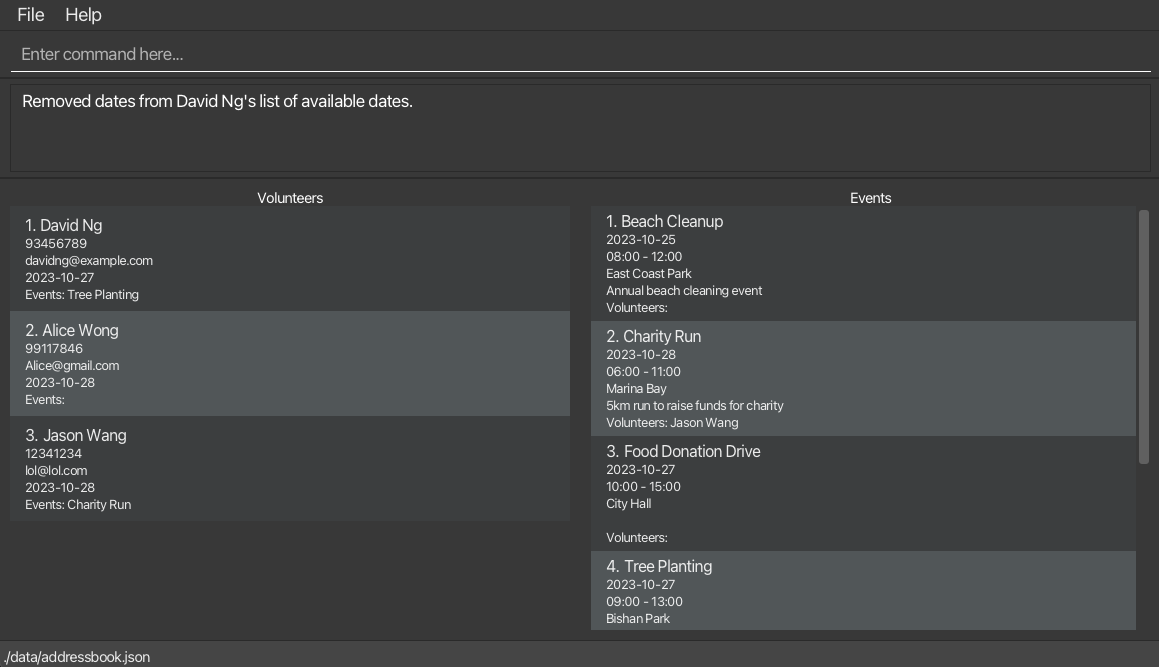 File Help
Enter command here...
Removed dates from David Ng's list of available dates.
Volunteers
1. David Ng
93456789
davidng@example.com
2023-10-27
Events: Tree Planting
2. Alice Wong
99117846
Alice@gmail.com
2023-10-28
Events:
3. Jason Wang
12341234
lol@lol.com
2023-10-28
Events: Charity Run
Events
1. Beach Cleanup
2023-10-25
08:00 - 12:00
East Coast Park
Annual beach cleaning event
Volunteers:
2. Charity Run
2023-10-28
06:00 - 11:00
Marina Bay
5km run to raise funds for charity
Volunteers: Jason Wang
3. Food Donation Drive
2023-10-27
10:00 - 15:00
City Hall
Volunteers:
4. Tree Planting
2023-10-27
09:00 - 13:00
Bishan Park
./data/addressbook.json